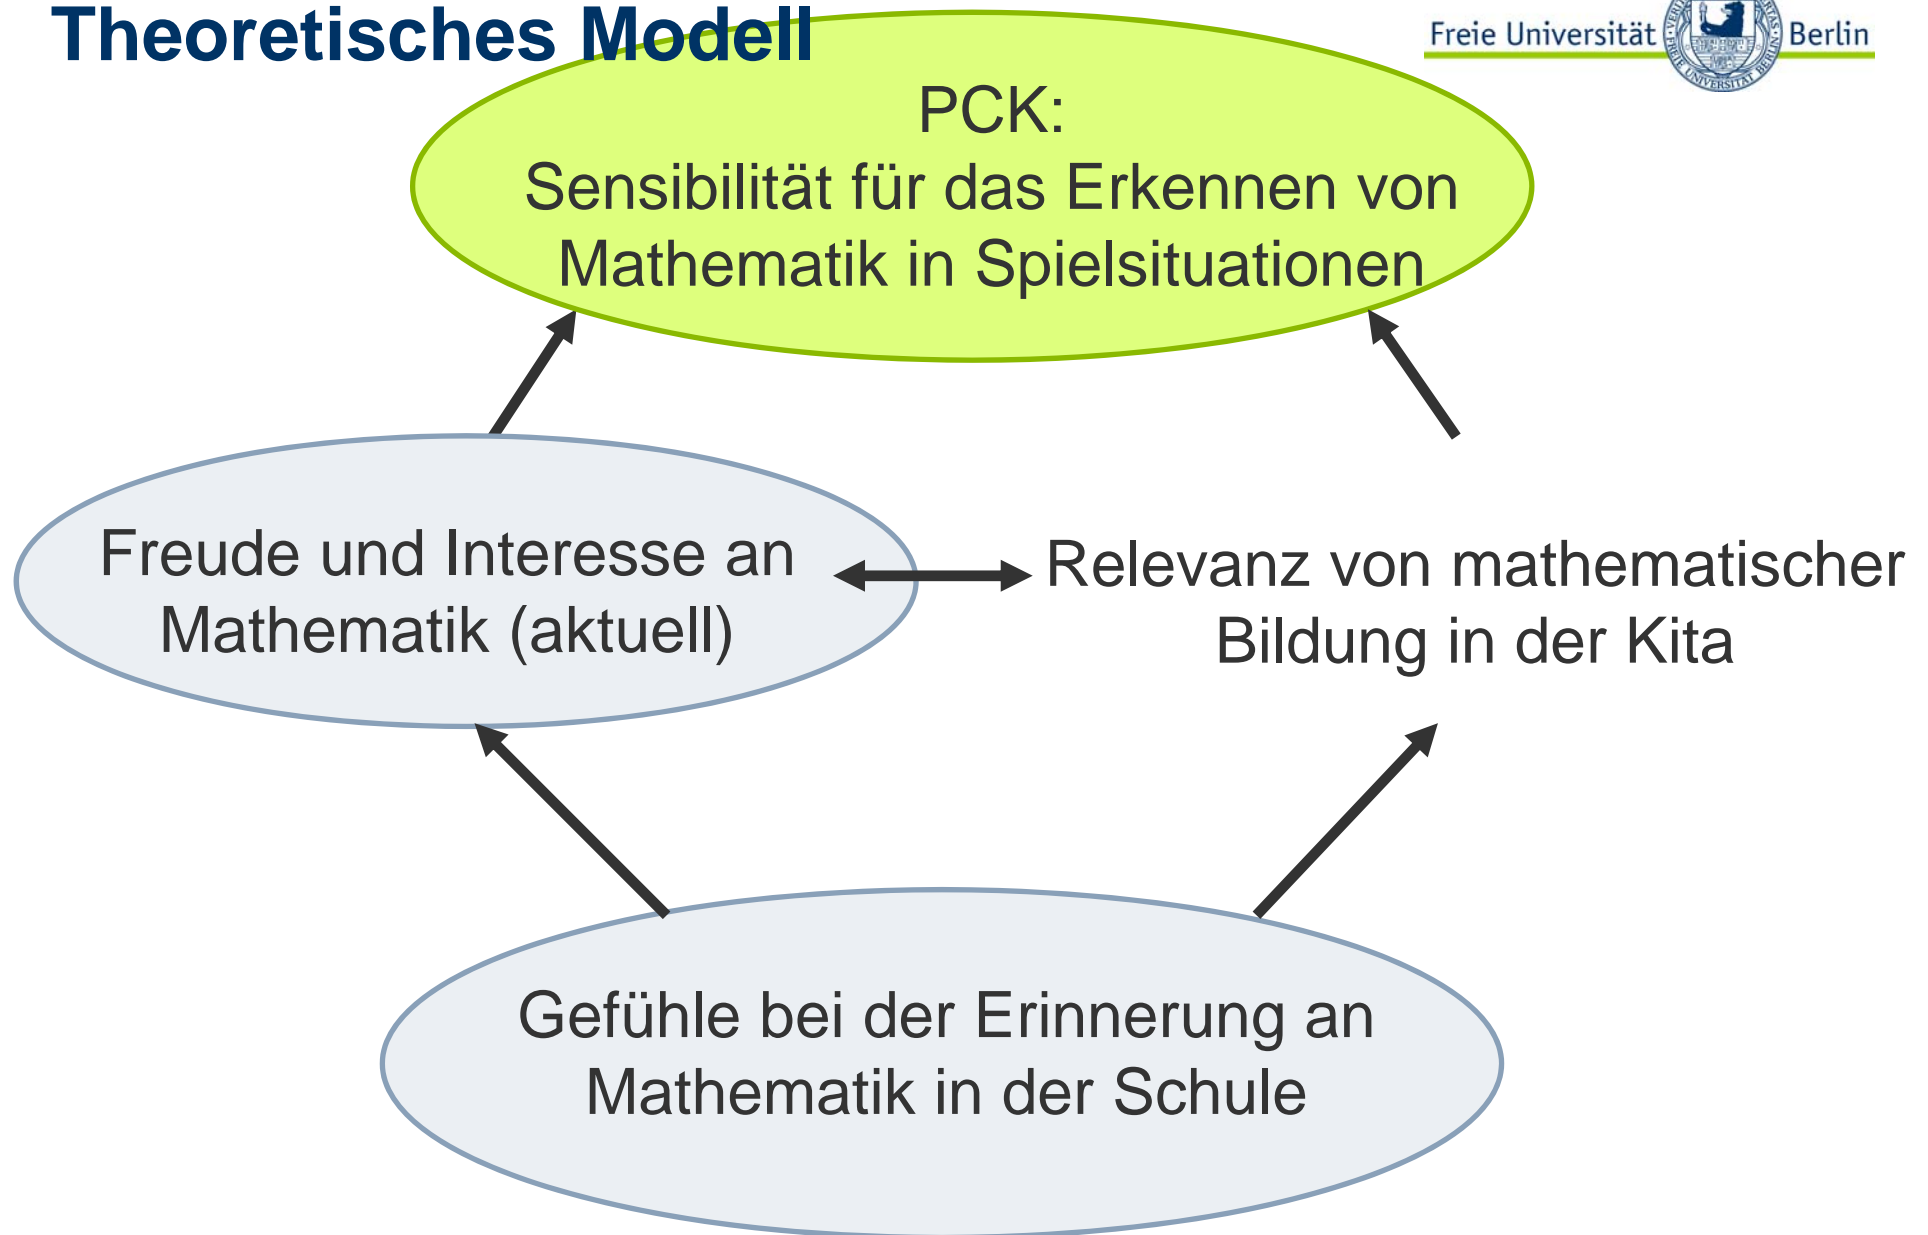 Theoretisches Modell
Freie Universität Berlin
PCK:
Sensibilität für das Erkennen von
Mathematik in Spielsituationen
Freude und Interesse an
Mathematik (aktuell)
Relevanz von mathematischer
Bildung in der Kita
Gefühle bei der Erinnerung an
Mathematik in der Schule